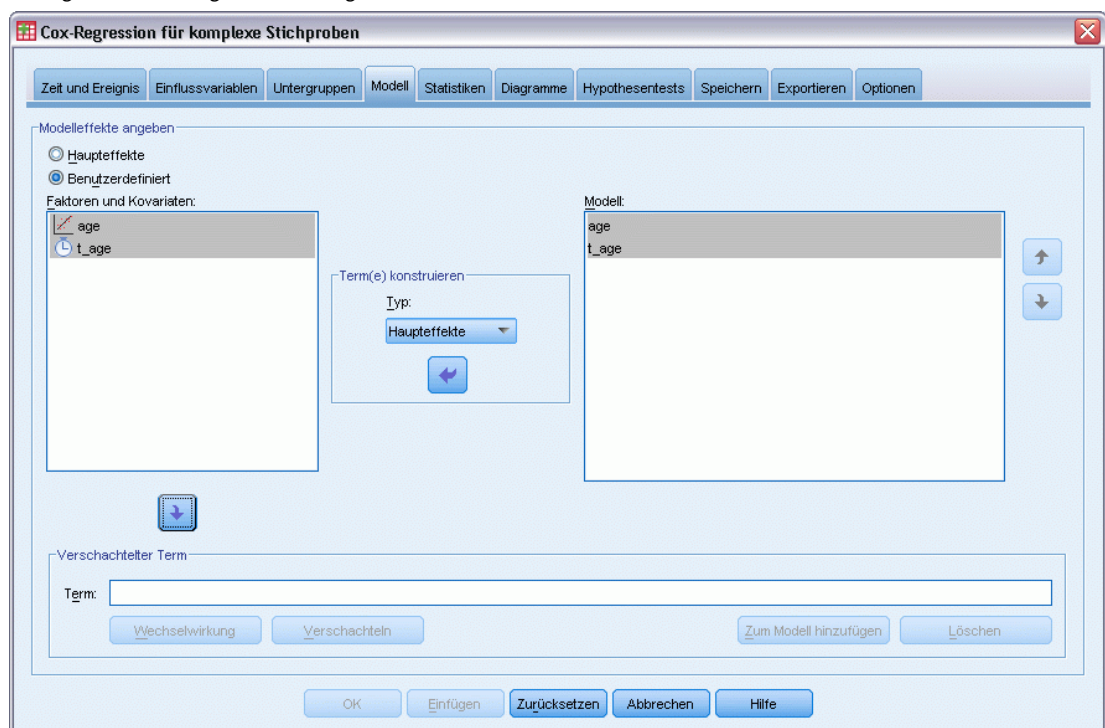 Cox-Regression für komplexe Stichproben
Zeit und Ereignis Einflussvariablen Untergruppen Modell Statistiken Diagramme Hypothesentests Speichern Exportieren Optionen
Modelleffekte angeben
Haupteffekte
Benutzerdefiniert
Faktoren und Kovariaten:
age
t_age
Term(e) konstruieren
Typ:
Haupteffekte
Modell:
age
t_age
Verschachtelter Term
Term:
Wechselwirkung Verschachteln Zum Modell hinzufügen Löschen
OK Einfügen Zurücksetzen Abbrechen Hilfe